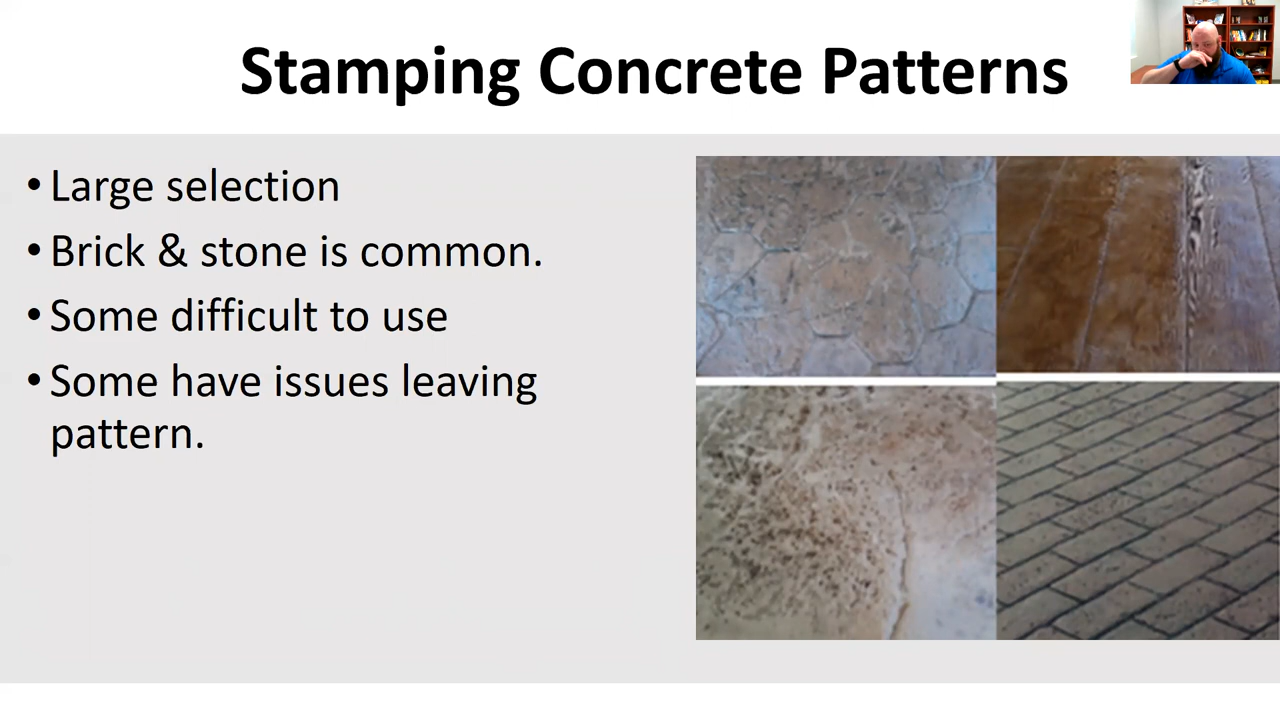 Stamping Concrete Patterns
• Large selection
• Brick & stone is common.
• Some difficult to use
• Some have issues leaving
pattern.